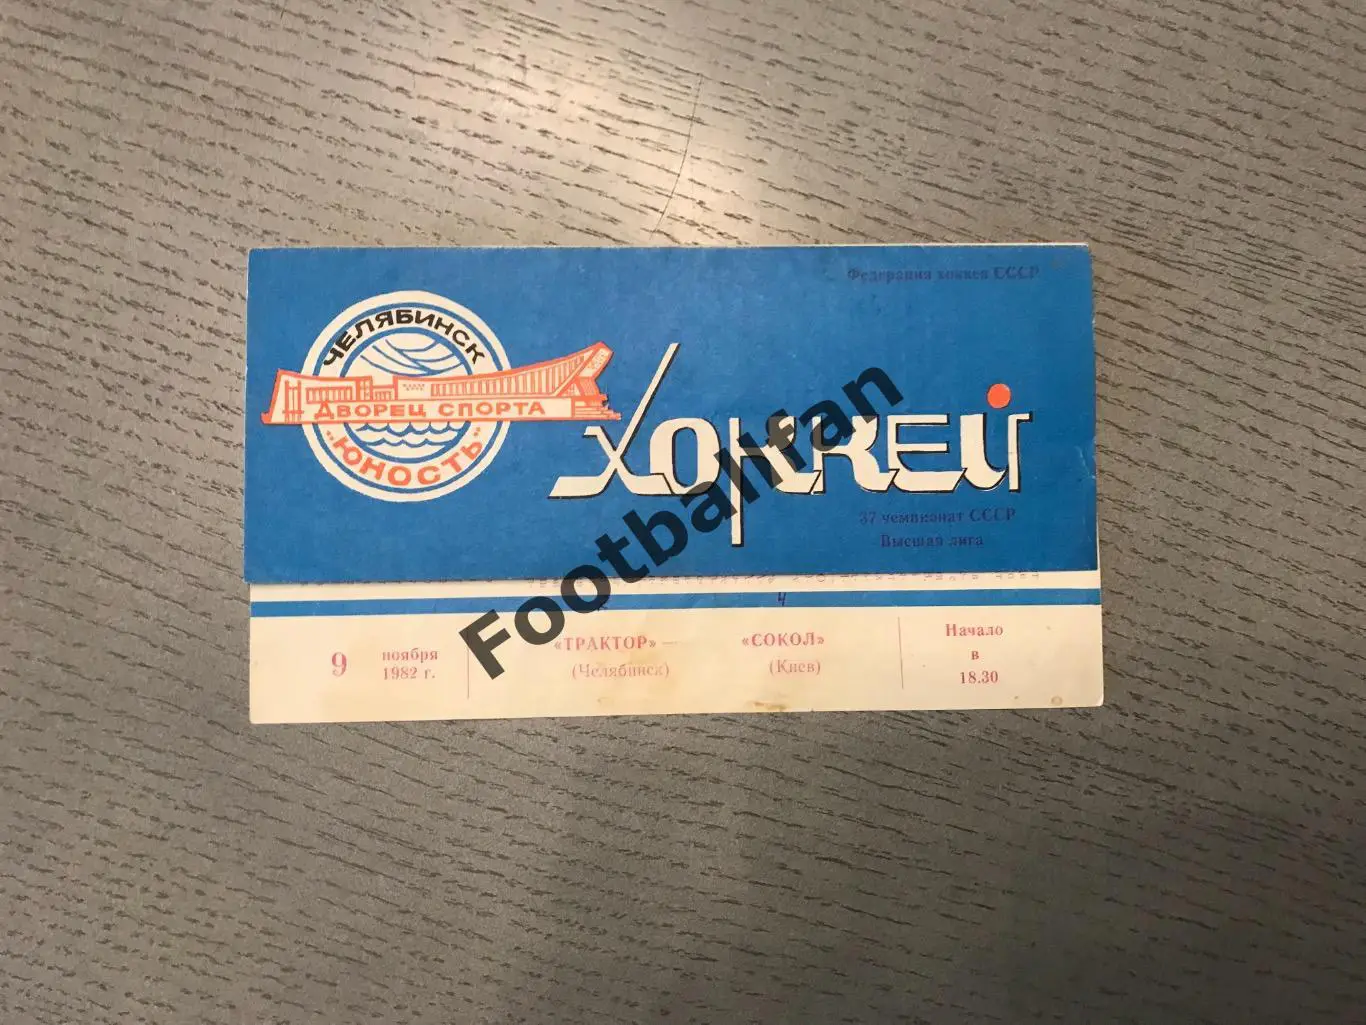 Федерация хоккея СССР
ЧЕЛЯБИНСК
ДВОРЕЦ СПОРТА
"ЮНОСТЬ"
ХОККЕЙ
37 чемпионат СССР
Высшая лига
Footballfan
4
9 ноября 1982 г.
«ТРАКТОР» — «СОКОЛ»
(Челябинск) (Киев)
Начало
в
18.30